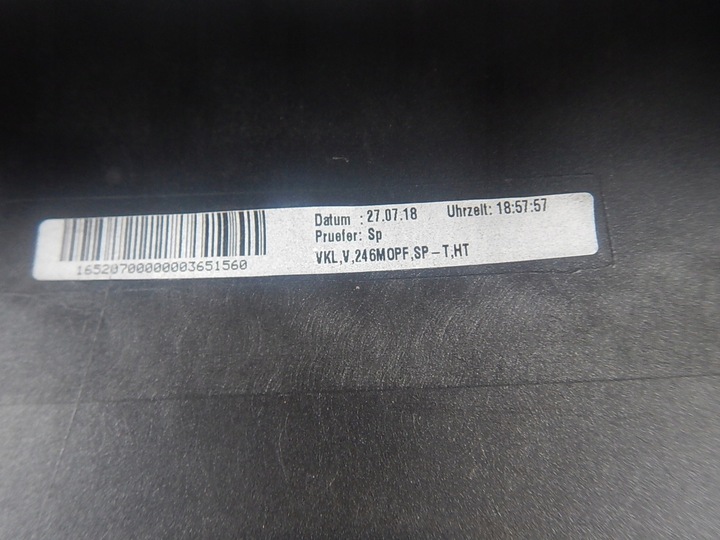 Datum : 27.07.18 Uhrzeit: 18:57:57
Pruefer: Sp
VKL,V,246MOPF,SP-T,HT
16520700000003651560